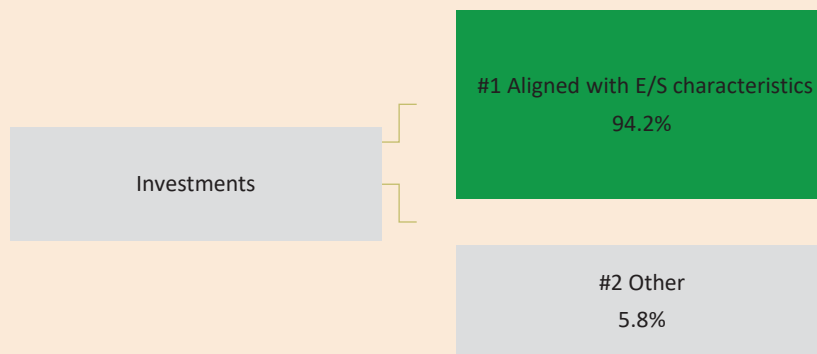 #1 Aligned with E/S characteristics
94.2%
Investments
#2 Other
5.8%